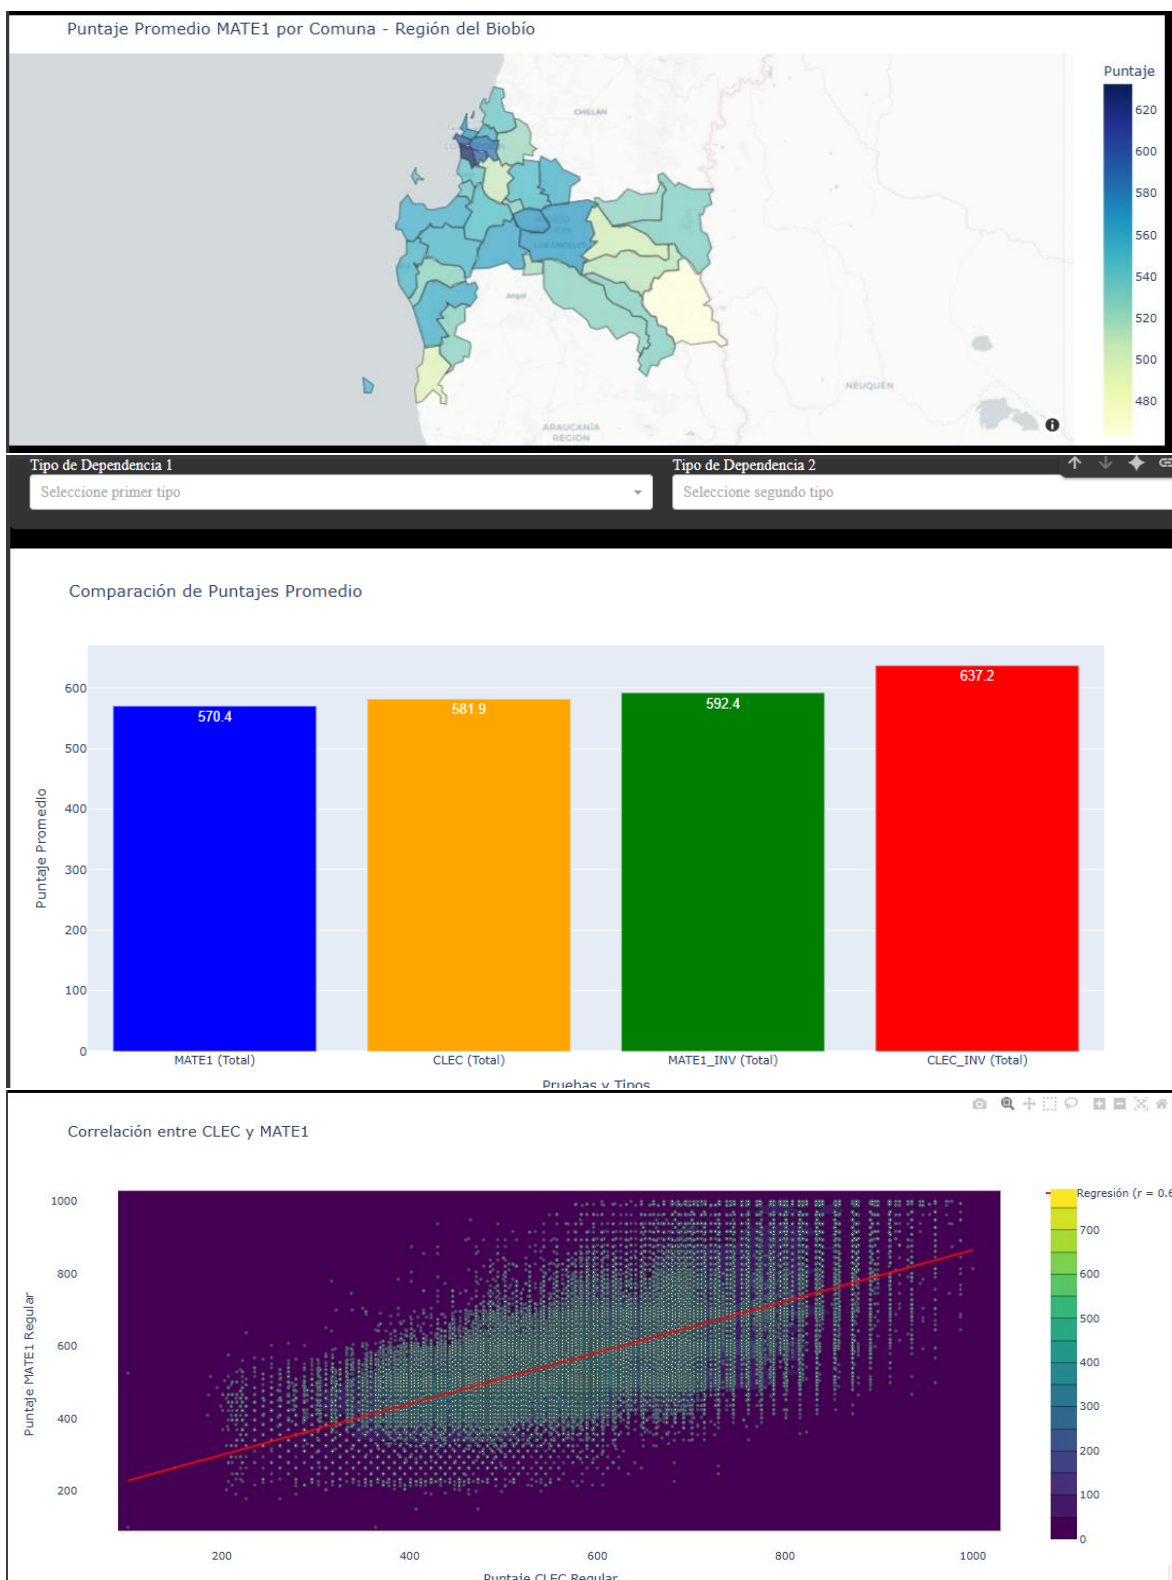 Puntaje Promedio MATE1 por Comuna - Región del Biobío
Puntaje
620
600
580
560
540
520
500
480
CHILLÁN
LOS ÁNGELES
Angol
NEUQUÉN
ARAUCANÍA
REGION
Tipo de Dependencia 1
Tipo de Dependencia 2
Seleccione primer tipo
Seleccione segundo tipo
Comparación de Puntajes Promedio
Puntaje Promedio
600
500
400
300
200
100
0
570.4
581.9
592.4
637.2
MATE1 (Total)
CLEC (Total)
MATE1_INV (Total)
CLEC_INV (Total)
Pruebas y Tipos
Correlación entre CLEC y MATE1
Puntaje MATE1 Regular
1000
800
600
400
200
200
400
600
800
1000
Puntaje CLEC Regular
Regresión (r = 0.6
700
600
500
400
300
200
100
0